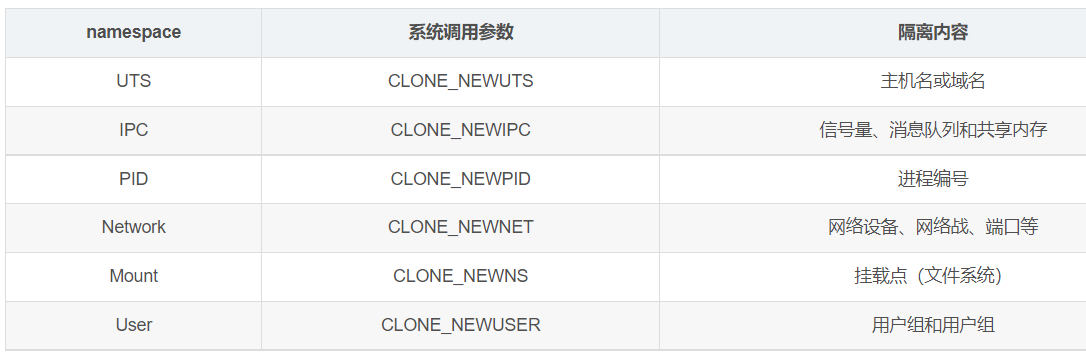 namespace 系统调用参数 隔离内容
UTS CLONE_NEWUTS 主机名或域名
IPC CLONE_NEWIPC 信号量、消息队列和共享内存
PID CLONE_NEWPID 进程编号
Network CLONE_NEWNET 网络设备、网络战、端口等
Mount CLONE_NEWNS 挂载点（文件系统）
User CLONE_NEWUSER 用户组和用户组